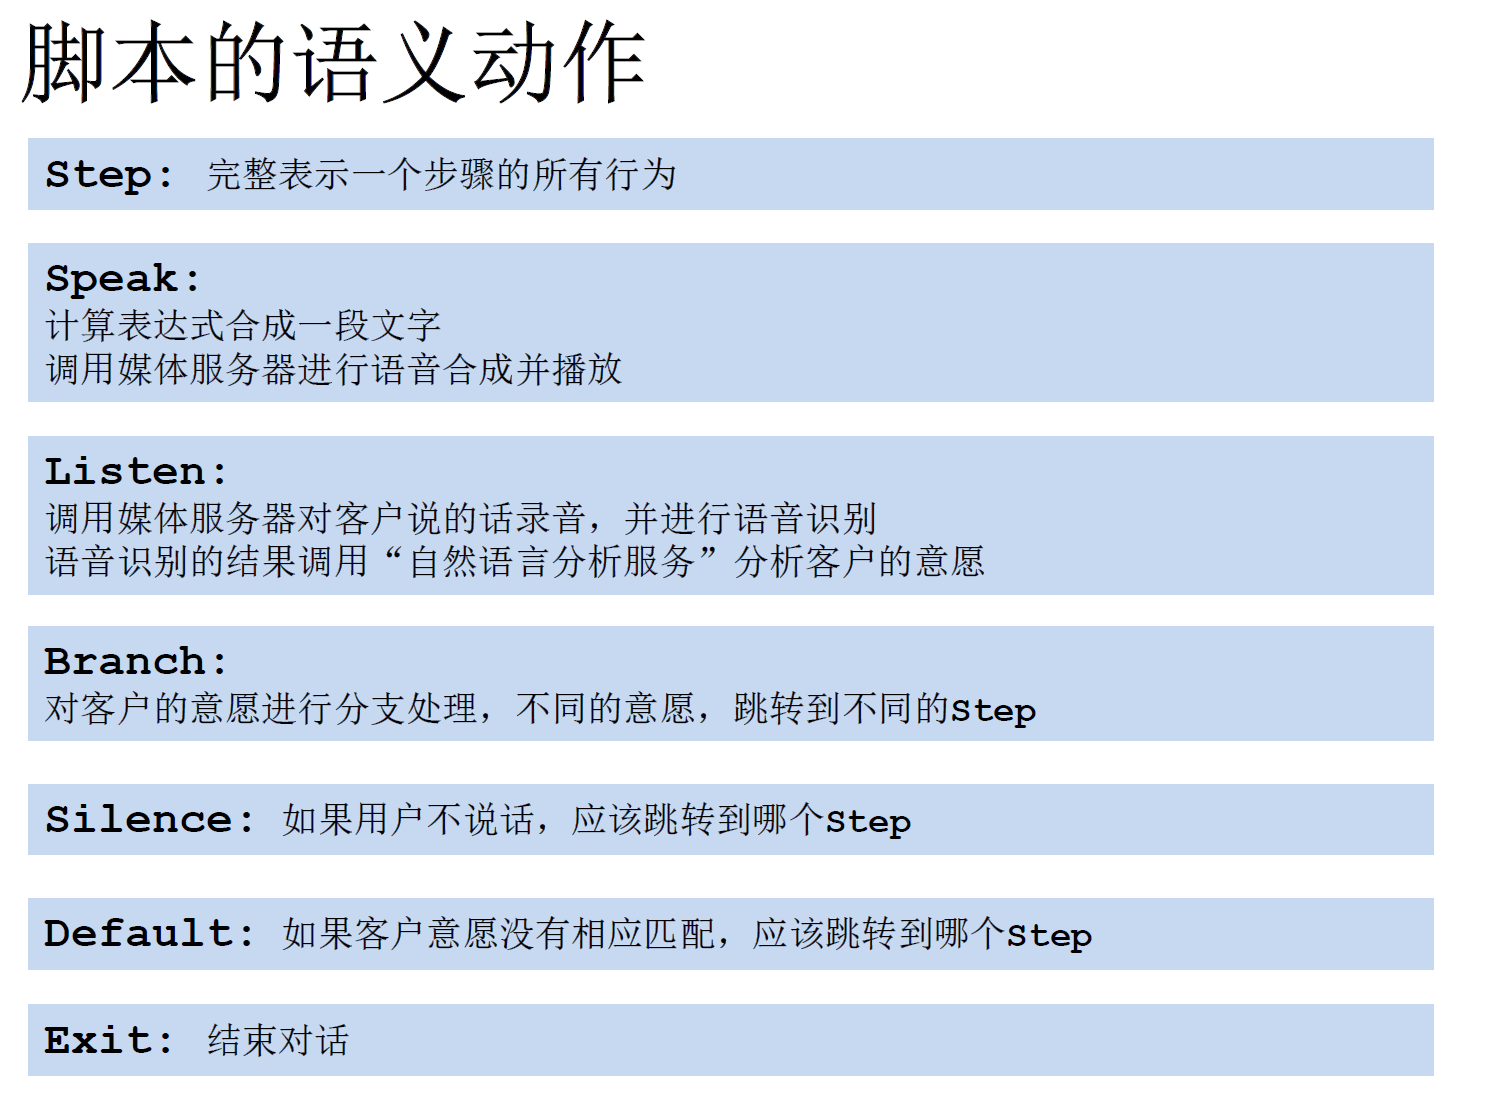 脚本的语义动作
Step: 完整表示一个步骤的所有行为
Speak:
计算表达式合成一段文字
调用媒体服务器进行语音合成并播放
Listen:
调用媒体服务器对客户说的话录音，并进行语音识别
语音识别的结果调用“自然语言分析服务”分析客户的意愿
Branch:
对客户的意愿进行分支处理，不同的意愿，跳转到不同的Step
Silence: 如果用户不说话，应该跳转到哪个Step
Default: 如果客户意愿没有相应匹配，应该跳转到哪个Step
Exit: 结束对话